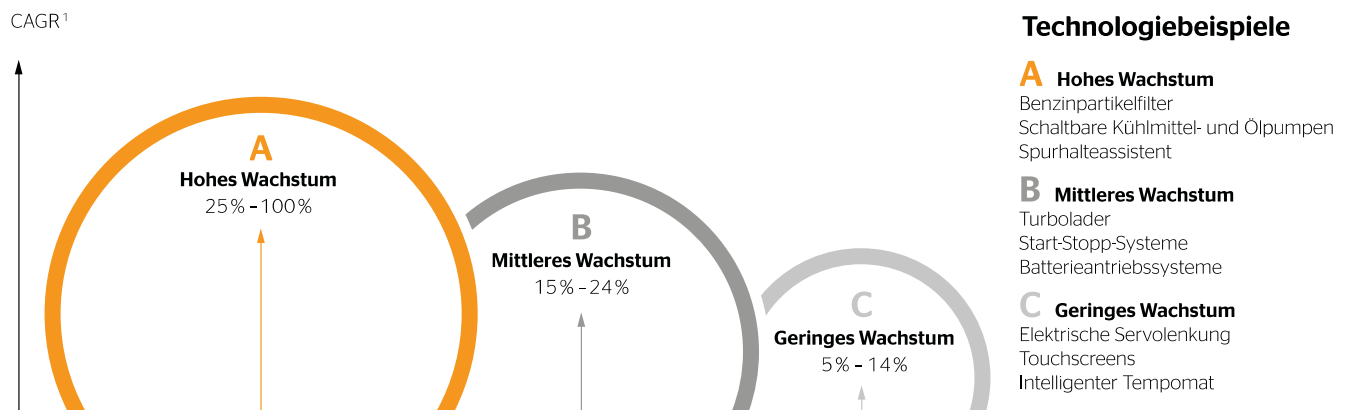 CAGR¹
A
Hohes Wachstum
25 % – 100 %
B
Mittleres Wachstum
15 % – 24 %
C
Geringes Wachstum
5 % – 14 %
Technologiebeispiele
A Hohes Wachstum
Benzinpartikelfilter
Schaltbare Kühlmittel- und Ölpumpen
Spurhalteassistent
B Mittleres Wachstum
Turbolader
Start-Stopp-Systeme
Batterieantriebssysteme
C Geringes Wachstum
Elektrische Servolenkung
Touchscreens
Intelligenter Tempomat